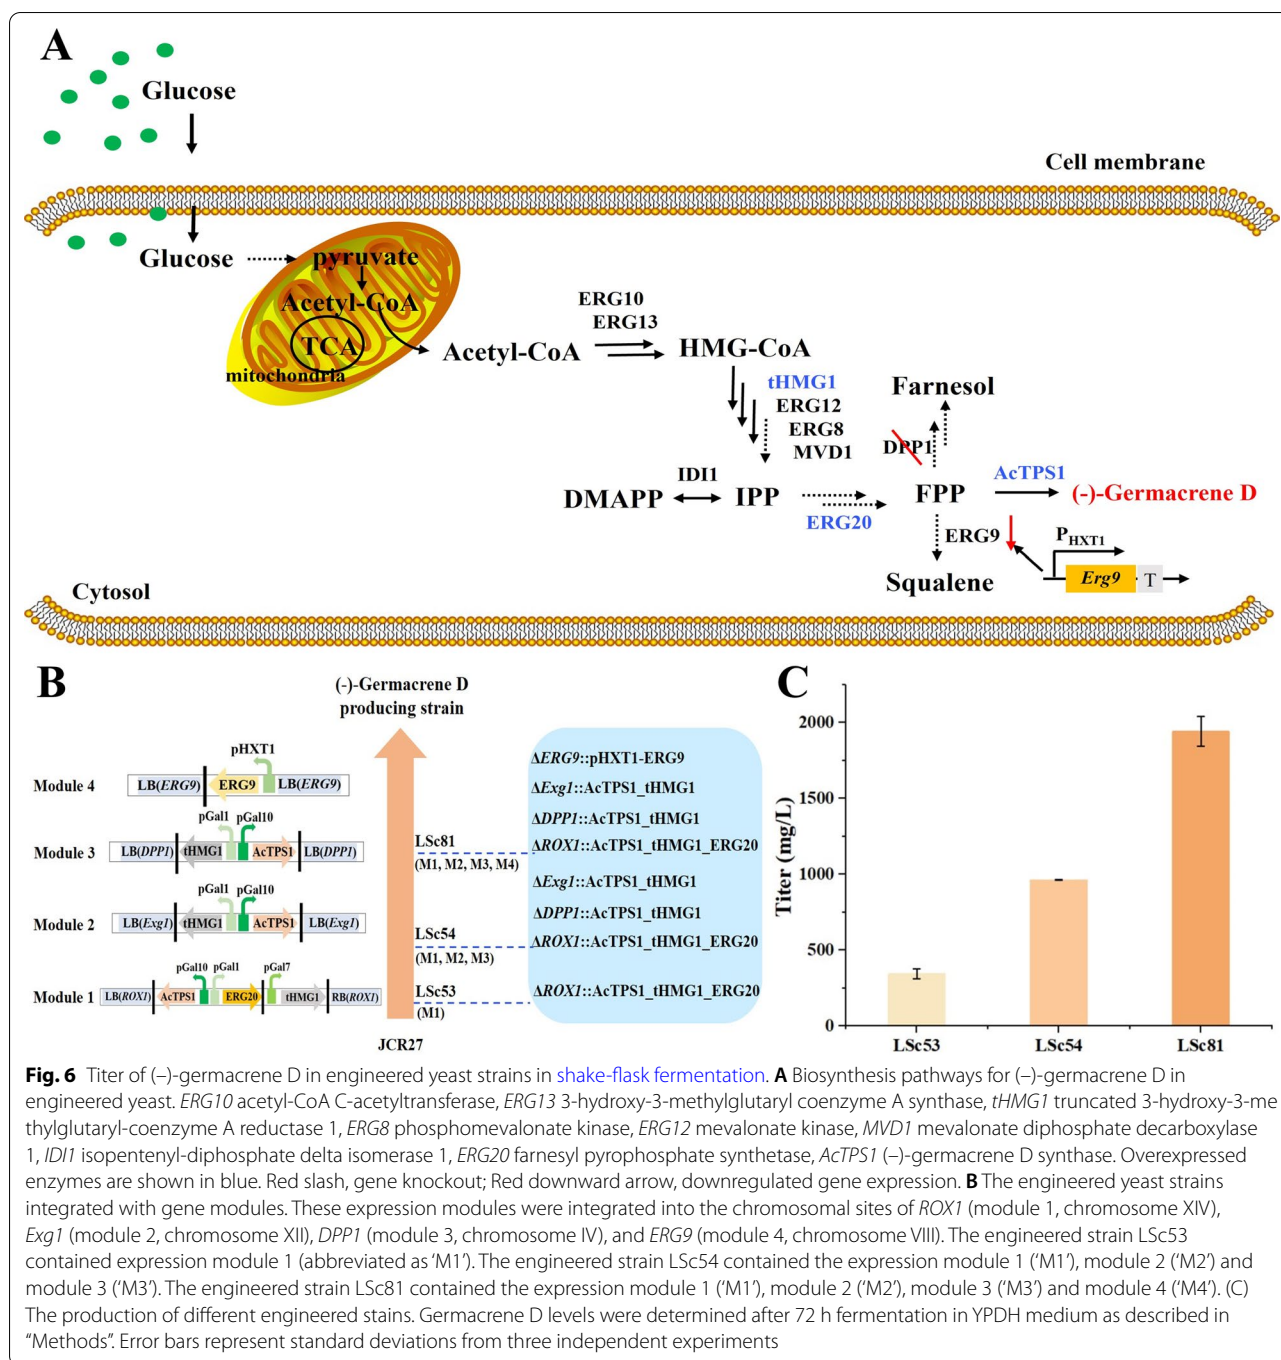 A
Glucose
Cell membrane
Glucose
pyruvate
Acetyl-CoA
TCA
mitochondria
Acetyl-CoA
ERG10
ERG13
HMG-CoA
tHMG1
ERG12
ERG8
MVD1
Farnesol
DPP1
IDI1
DMAPP
IPP
ERG20
FPP
AcTPS1
(-)-Germacrene D
ERG9
PHXT1
Squalene
Erg9
T
Cytosol
B
(-)-Germacrene D
producing strain
pHXT1
Module 4
LB(ERG9)
ERG9
LB(ERG9)
pGal1
pGal10
Module 3
LB(DPP1)
tHMG1
AcTPS1
LB(DPP1)
pGal1
pGal10
Module 2
LB(Exg1)
tHMG1
AcTPS1
LB(Exg1)
pGal10
pGal1
pGal7
Module 1
LB(ROX1)
AcTPS1
ERG20
tHMG1
RB(ROX1)
JCR27
LSc81
(M1, M2, M3, M4)
LSc54
(M1, M2, M3)
LSc53
(M1)
ΔERG9::pHXT1-ERG9
ΔExg1::AcTPS1_tHMG1
ΔDPP1::AcTPS1_tHMG1
ΔROX1::AcTPS1_tHMG1_ERG20
ΔExg1::AcTPS1_tHMG1
ΔDPP1::AcTPS1_tHMG1
ΔROX1::AcTPS1_tHMG1_ERG20
ΔROX1::AcTPS1_tHMG1_ERG20
C
Titer (mg/L)
2000
1500
1000
500
0
LSc53
LSc54
LSc81
Fig. 6 Titer of (–)-germacrene D in engineered yeast strains in shake-flask fermentation. A Biosynthesis pathways for (–)-germacrene D in
engineered yeast. ERG10 acetyl-CoA C-acetyltransferase, ERG13 3-hydroxy-3-methylglutaryl coenzyme A synthase, tHMG1 truncated 3-hydroxy-3-me
thylglutaryl-coenzyme A reductase 1, ERG8 phosphomevalonate kinase, ERG12 mevalonate kinase, MVD1 mevalonate diphosphate decarboxylase
1, IDI1 isopentenyl-diphosphate delta isomerase 1, ERG20 farnesyl pyrophosphate synthetase, AcTPS1 (–)-germacrene D synthase. Overexpressed
enzymes are shown in blue. Red slash, gene knockout; Red downward arrow, downregulated gene expression. B The engineered yeast strains
integrated with gene modules. These expression modules were integrated into the chromosomal sites of ROX1 (module 1, chromosome XIV),
Exg1 (module 2, chromosome XII), DPP1 (module 3, chromosome IV), and ERG9 (module 4, chromosome VIII). The engineered strain LSc53
contained expression module 1 (abbreviated as ‘M1’). The engineered strain LSc54 contained the expression module 1 (‘M1’), module 2 (‘M2’) and
module 3 (‘M3’). The engineered strain LSc81 contained the expression module 1 (‘M1’), module 2 (‘M2’), module 3 (‘M3’) and module 4 (‘M4’). (C)
The production of different engineered stains. Germacrene D levels were determined after 72 h fermentation in YPDH medium as described in
“Methods”. Error bars represent standard deviations from three independent experiments